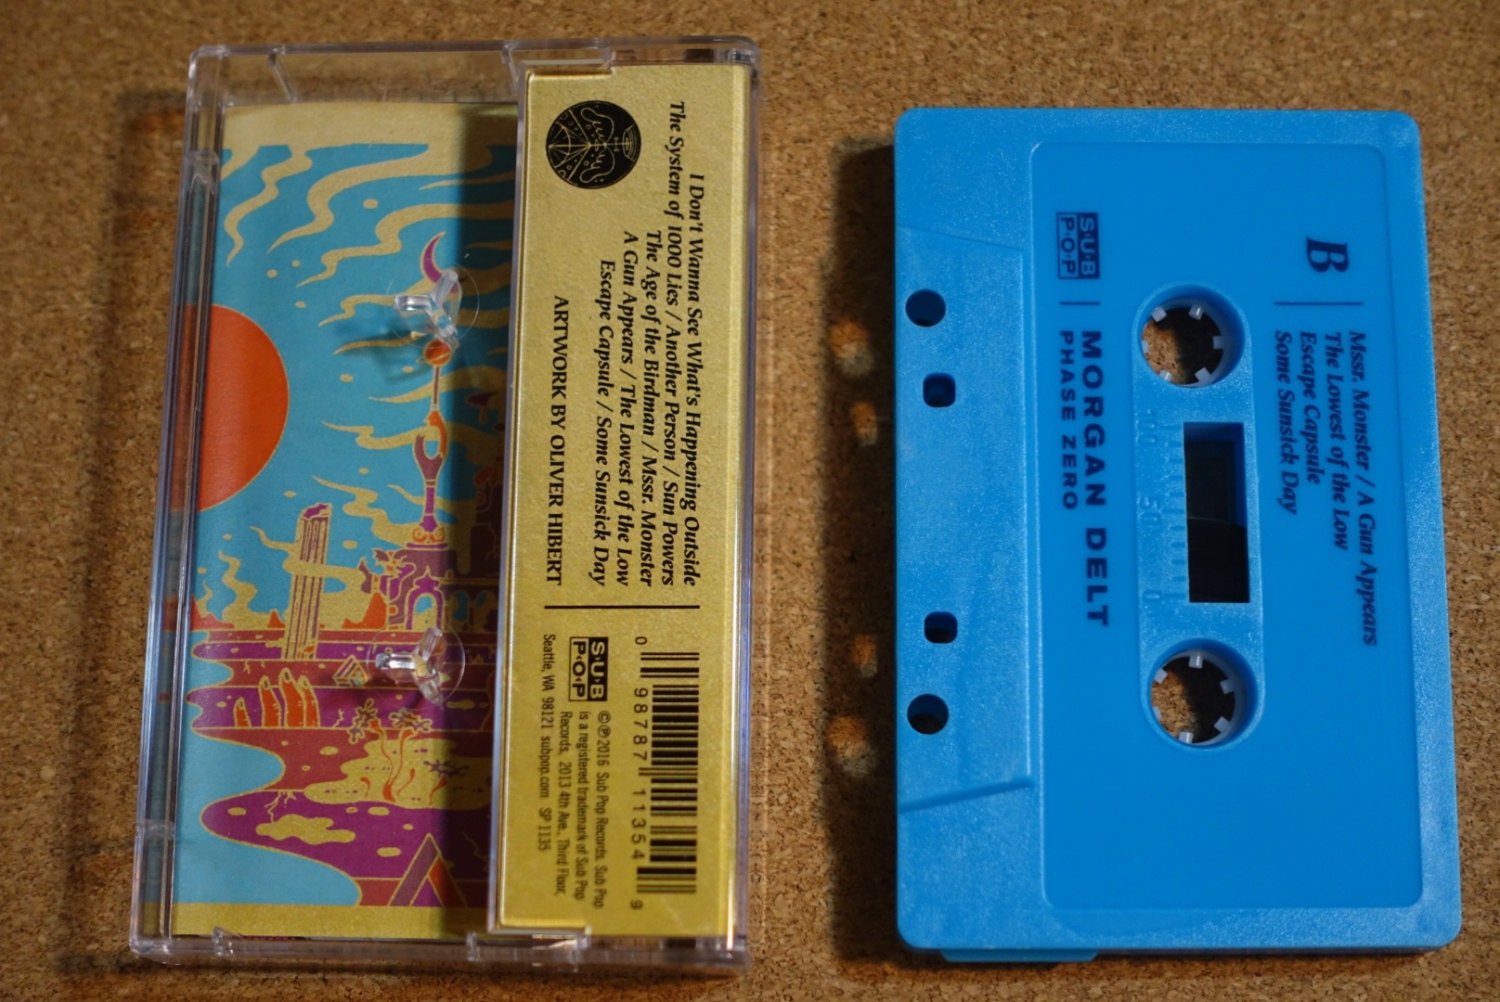 I Don't Wanna See What's Happening Outside
The System of 1000 Lies / Another Person / Sun Powers
The Age of the Birdman / Mssr. Monster
A Gun Appears / The Lowest of the Low
Escape Capsule / Some Sunsick Day
ARTWORK BY OLIVER HIBERT
0 98787 11354 9
SUB
POP
©℗2016 Sub Pop Records. Sub Pop
is a registered trademark of Sub Pop
Records, 2013 4th Ave., Third Floor,
Seattle, WA 98121 subpop.com SP 1135
B
Mssr. Monster / A Gun Appears
The Lowest of the Low
Escape Capsule
Some Sunsick Day
SUB
POP
MORGAN DELT
PHASE ZERO
100 50 0